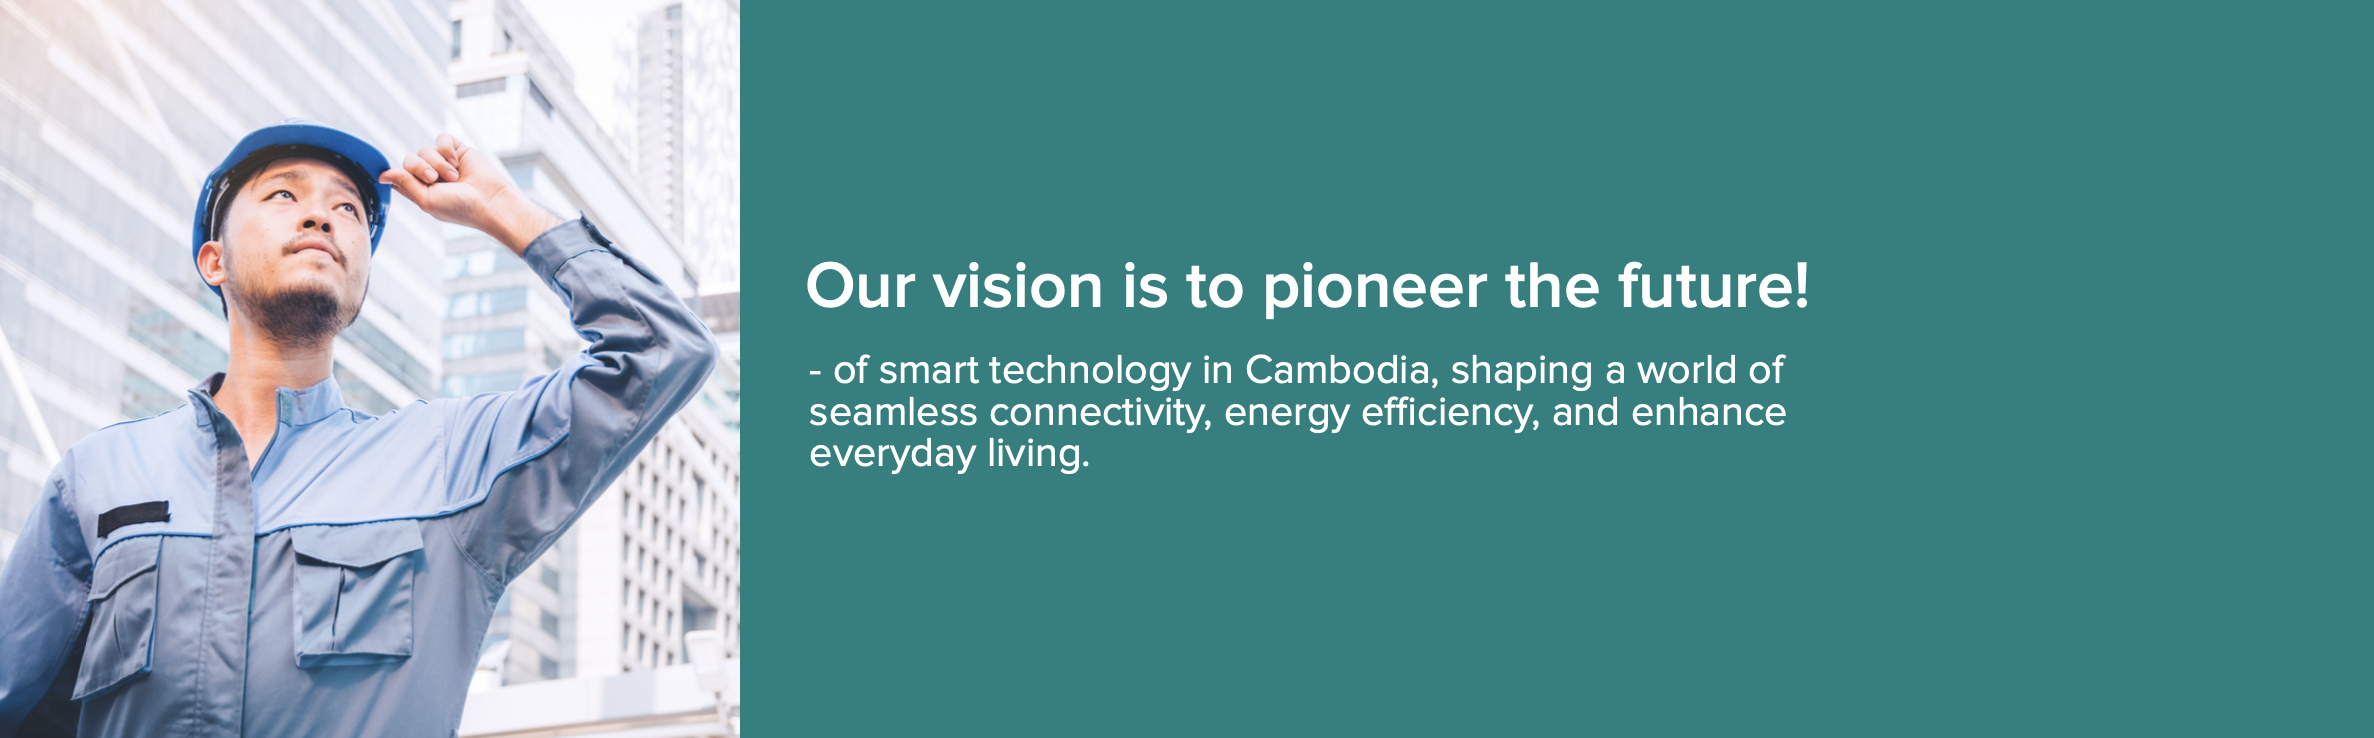 Our vision is to pioneer the future!
- of smart technology in Cambodia, shaping a world of
seamless connectivity, energy efficiency, and enhance
everyday living.